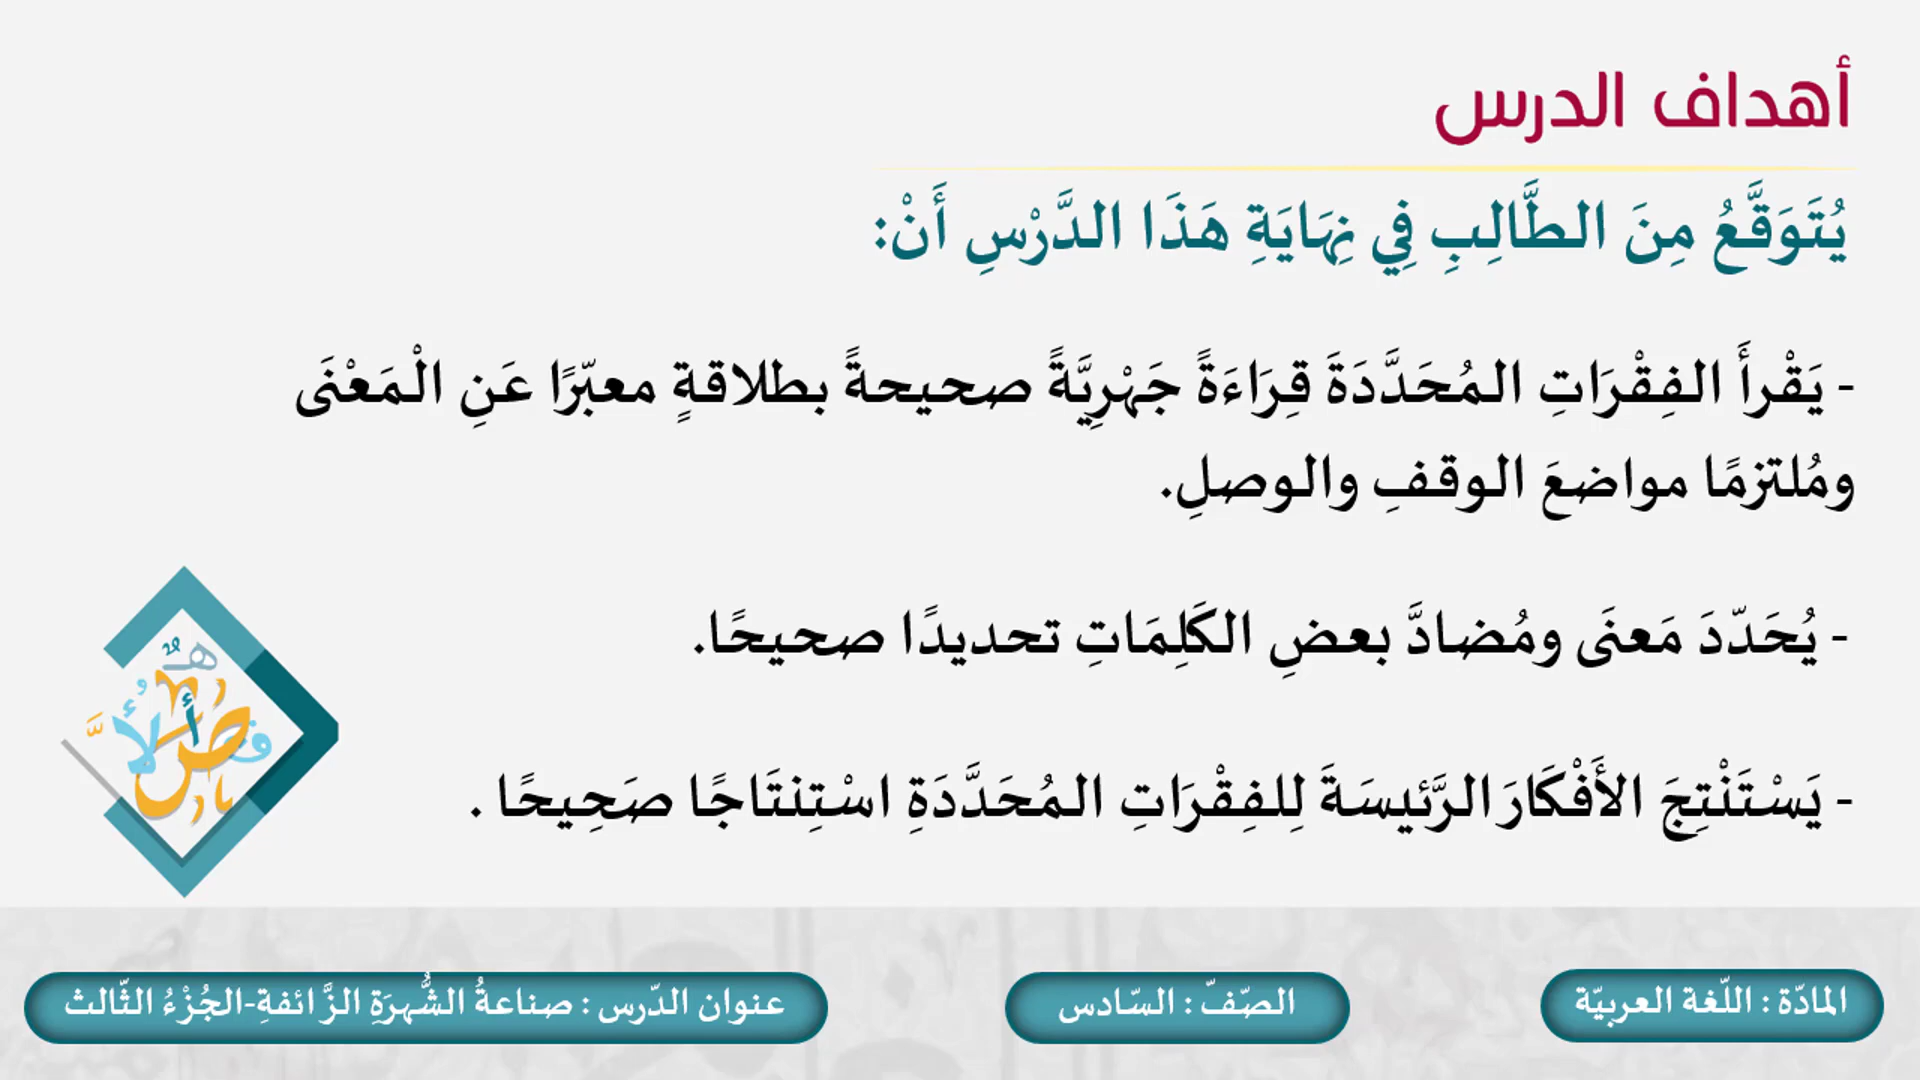 أهداف الدرس
يُتَوَقَّعُ مِنَ الطَّالِبِ فِي نِهَايَةِ هَذَا الدَّرْسِ أَنْ:
- يَقْرأَ الفِقْرَاتِ المُحَدَّدَةَ قِرَاءَةً جَهْرِيَّةً صحيحةً بطلاقةٍ معبّرًا عَنِ الْمَعْنَى
ومُلتزمًا مواضعَ الوقفِ والوصلِ.
- يُحَدّدَ مَعنَى ومُضادَّ بعضِ الكَلِمَاتِ تحديدًا صحيحًا.
- يَسْتَنْتِجَ الأَفْكَارَ الرَّئيسَةَ لِلفِقْرَاتِ المُحَدَّدَةِ اسْتِنتَاجًا صَحِيحًا .
المادّة : اللّغة العربيّة
الصّفّ : السّادس
عنوان الدّرس : صناعةُ الشُّهرَةِ الزَّائفةِ-الجُزْءُ الثّالث